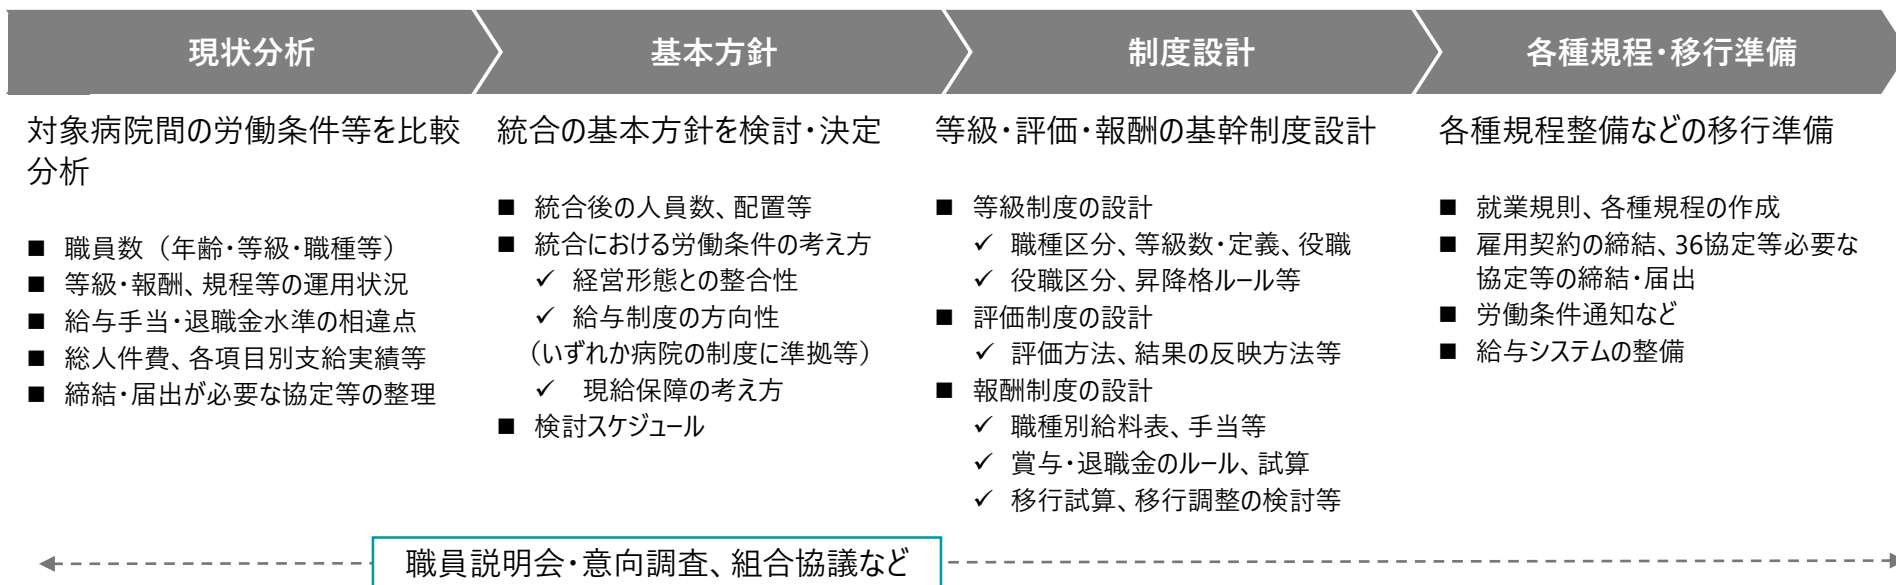 現状分析
基本方針
制度設計
各種規程・移行準備
対象病院間の労働条件等を比較
分析
■ 職員数（年齢・等級・職種等）
■ 等級・報酬、規程等の運用状況
■ 給与手当・退職金水準の相違点
■ 総人件費、各項目別支給実績等
■ 締結・届出が必要な協定等の整理
統合の基本方針を検討・決定
■ 統合後の人員数、配置等
■ 統合における労働条件の考え方
✓ 経営形態との整合性
✓ 給与制度の方向性
（いずれか病院の制度に準拠等）
✓ 現給保障の考え方
■ 検討スケジュール
等級・評価・報酬の基幹制度設計
■ 等級制度の設計
✓ 職種区分、等級数・定義、役職
✓ 役職区分、昇降格ルール等
■ 評価制度の設計
✓ 評価方法、結果の反映方法等
■ 報酬制度の設計
✓ 職種別給料表、手当等
✓ 賞与・退職金のルール、試算
✓ 移行試算、移行調整の検討等
各種規程整備などの移行準備
■ 就業規則、各種規程の作成
■ 雇用契約の締結、36協定等必要な
協定等の締結・届出
■ 労働条件通知など
■ 給与システムの整備
職員説明会・意向調査、組合協議など